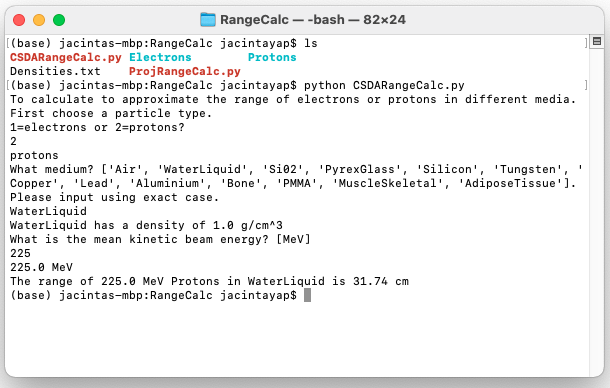 RangeCalc — -bash — 82×24
[(base) jacintas-mbp:RangeCalc jacintayap$ ls ]
CSDARangeCalc.py Electrons Protons
Densities.txt ProjRangeCalc.py
[(base) jacintas-mbp:RangeCalc jacintayap$ python CSDARangeCalc.py ]
To calculate to approximate the range of electrons or protons in different media.
First choose a particle type.
1=electrons or 2=protons?
2
protons
What medium? ['Air', 'WaterLiquid', 'Si02', 'PyrexGlass', 'Silicon', 'Tungsten', '
Copper', 'Lead', 'Aluminium', 'Bone', 'PMMA', 'MuscleSkeletal', 'AdiposeTissue'].
Please input using exact case.
WaterLiquid
WaterLiquid has a density of 1.0 g/cm^3
What is the mean kinetic beam energy? [MeV]
225
225.0 MeV
The range of 225.0 MeV Protons in WaterLiquid is 31.74 cm
(base) jacintas-mbp:RangeCalc jacintayap$